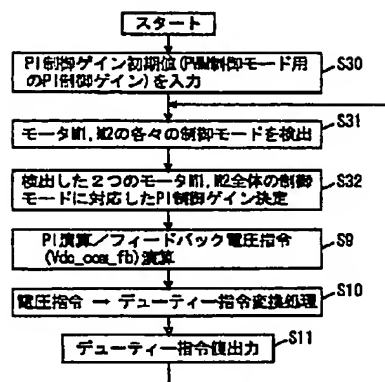 スタート
PI制御ゲイン初期値(PWM制御モード用
のPI制御ゲイン)を入力
S30
モータM1,M2の各々の制御モードを検出
S31
検出した2つのモータM1,M2全体の制御
モードに対応したPI制御ゲイン決定
S32
PI演算/フィードバック電圧指令
(Vdc_com_fb)演算
S9
電圧指令 → デューティー指令変換処理
S10
デューティー指令値出力
S11